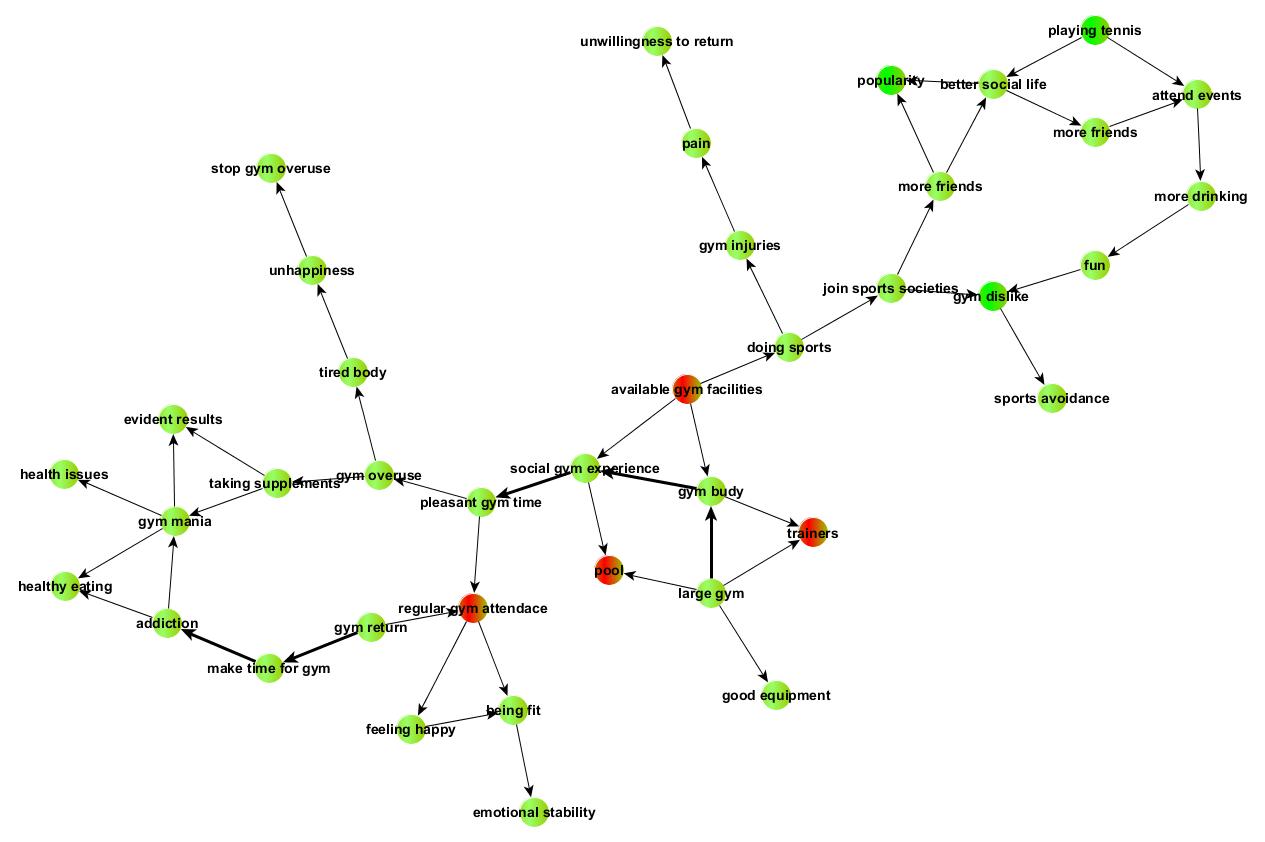 playing tennis
unwillingness to return
popularity
better social life
attend events
more friends
pain
stop gym overuse
more friends
more drinking
gym injuries
fun
unhappiness
join sports societies
gym dislike
doing sports
tired body
available gym facilities
sports avoidance
evident results
social gym experience
health issues
gym overuse
taking supplements
gym budy
pleasant gym time
gym mania
trainers
pool
healthy eating
large gym
regular gym attendace
addiction
gym return
make time for gym
good equipment
being fit
feeling happy
emotional stability